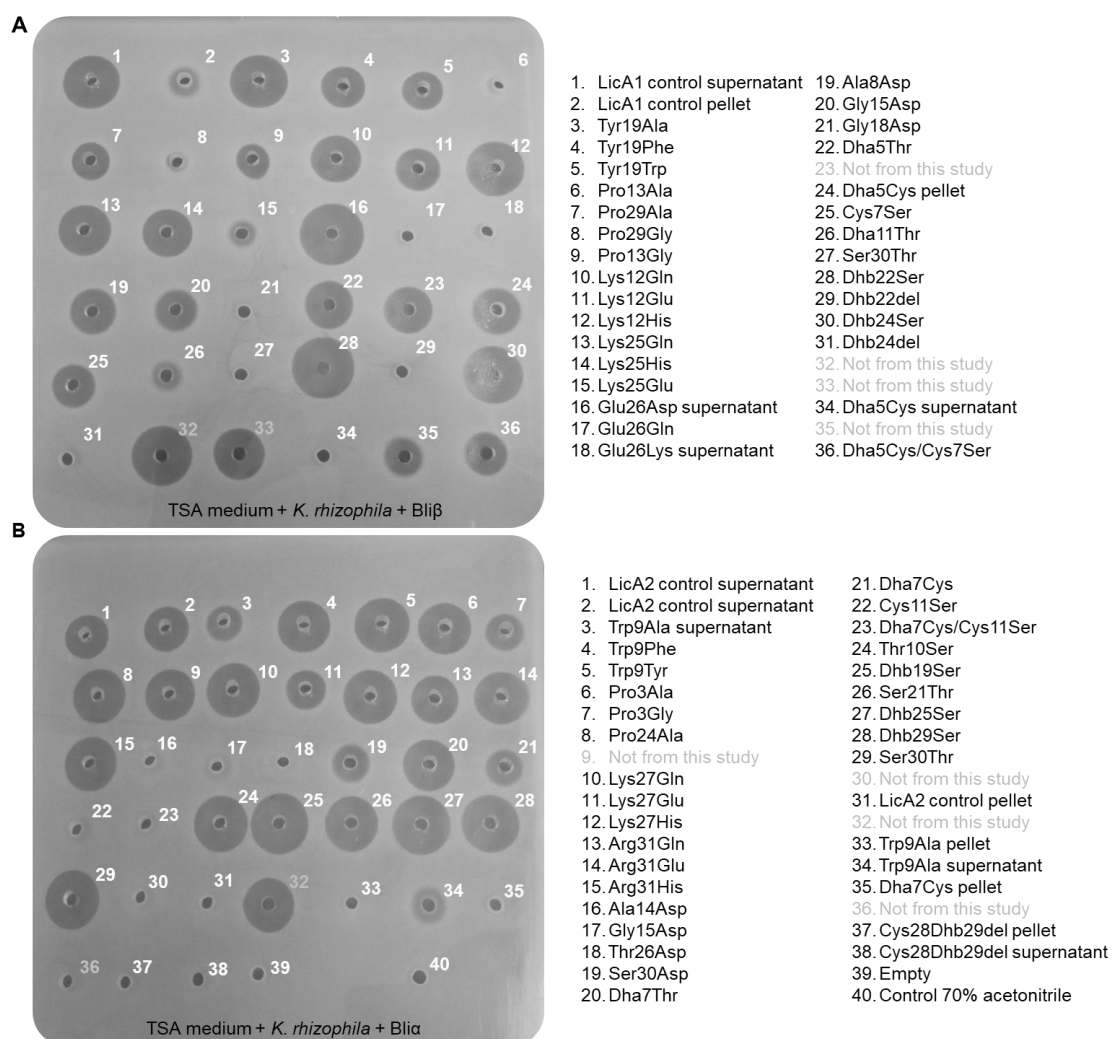 A
1 2 3 4 5 6
7 8 9 10 11 12
13 14 15 16 17 18
19 20 21 22 23 24
25 26 27 28 29 30
31 32 33 34 35 36
TSA medium + K. rhizophila + Bliβ
1. LicA1 control supernatant
2. LicA1 control pellet
3. Tyr19Ala
4. Tyr19Phe
5. Tyr19Trp
6. Pro13Ala
7. Pro29Ala
8. Pro29Gly
9. Pro13Gly
10. Lys12Gln
11. Lys12Glu
12. Lys12His
13. Lys25Gln
14. Lys25His
15. Lys25Glu
16. Glu26Asp supernatant
17. Glu26Gln
18. Glu26Lys supernatant
19. Ala8Asp
20. Gly15Asp
21. Gly18Asp
22. Dha5Thr
23. Not from this study
24. Dha5Cys pellet
25. Cys7Ser
26. Dha11Thr
27. Ser30Thr
28. Dhb22Ser
29. Dhb22del
30. Dhb24Ser
31. Dhb24del
32. Not from this study
33. Not from this study
34. Dha5Cys supernatant
35. Not from this study
36. Dha5Cys/Cys7Ser
B
1 2 3 4 5 6 7
8 9 10 11 12 13 14
15 16 17 18 19 20 21
22 23 24 25 26 27 28
29 30 31 32 33 34 35
36 37 38 39 40
TSA medium + K. rhizophila + Bliα
1. LicA2 control supernatant
2. LicA2 control supernatant
3. Trp9Ala supernatant
4. Trp9Phe
5. Trp9Tyr
6. Pro3Ala
7. Pro3Gly
8. Pro24Ala
9. Not from this study
10. Lys27Gln
11. Lys27Glu
12. Lys27His
13. Arg31Gln
14. Arg31Glu
15. Arg31His
16. Ala14Asp
17. Gly15Asp
18. Thr26Asp
19. Ser30Asp
20. Dha7Thr
21. Dha7Cys
22. Cys11Ser
23. Dha7Cys/Cys11Ser
24. Thr10Ser
25. Dhb19Ser
26. Ser21Thr
27. Dhb25Ser
28. Dhb29Ser
29. Ser30Thr
30. Not from this study
31. LicA2 control pellet
32. Not from this study
33. Trp9Ala pellet
34. Trp9Ala supernatant
35. Dha7Cys pellet
36. Not from this study
37. Cys28Dhb29del pellet
38. Cys28Dhb29del supernatant
39. Empty
40. Control 70% acetonitrile